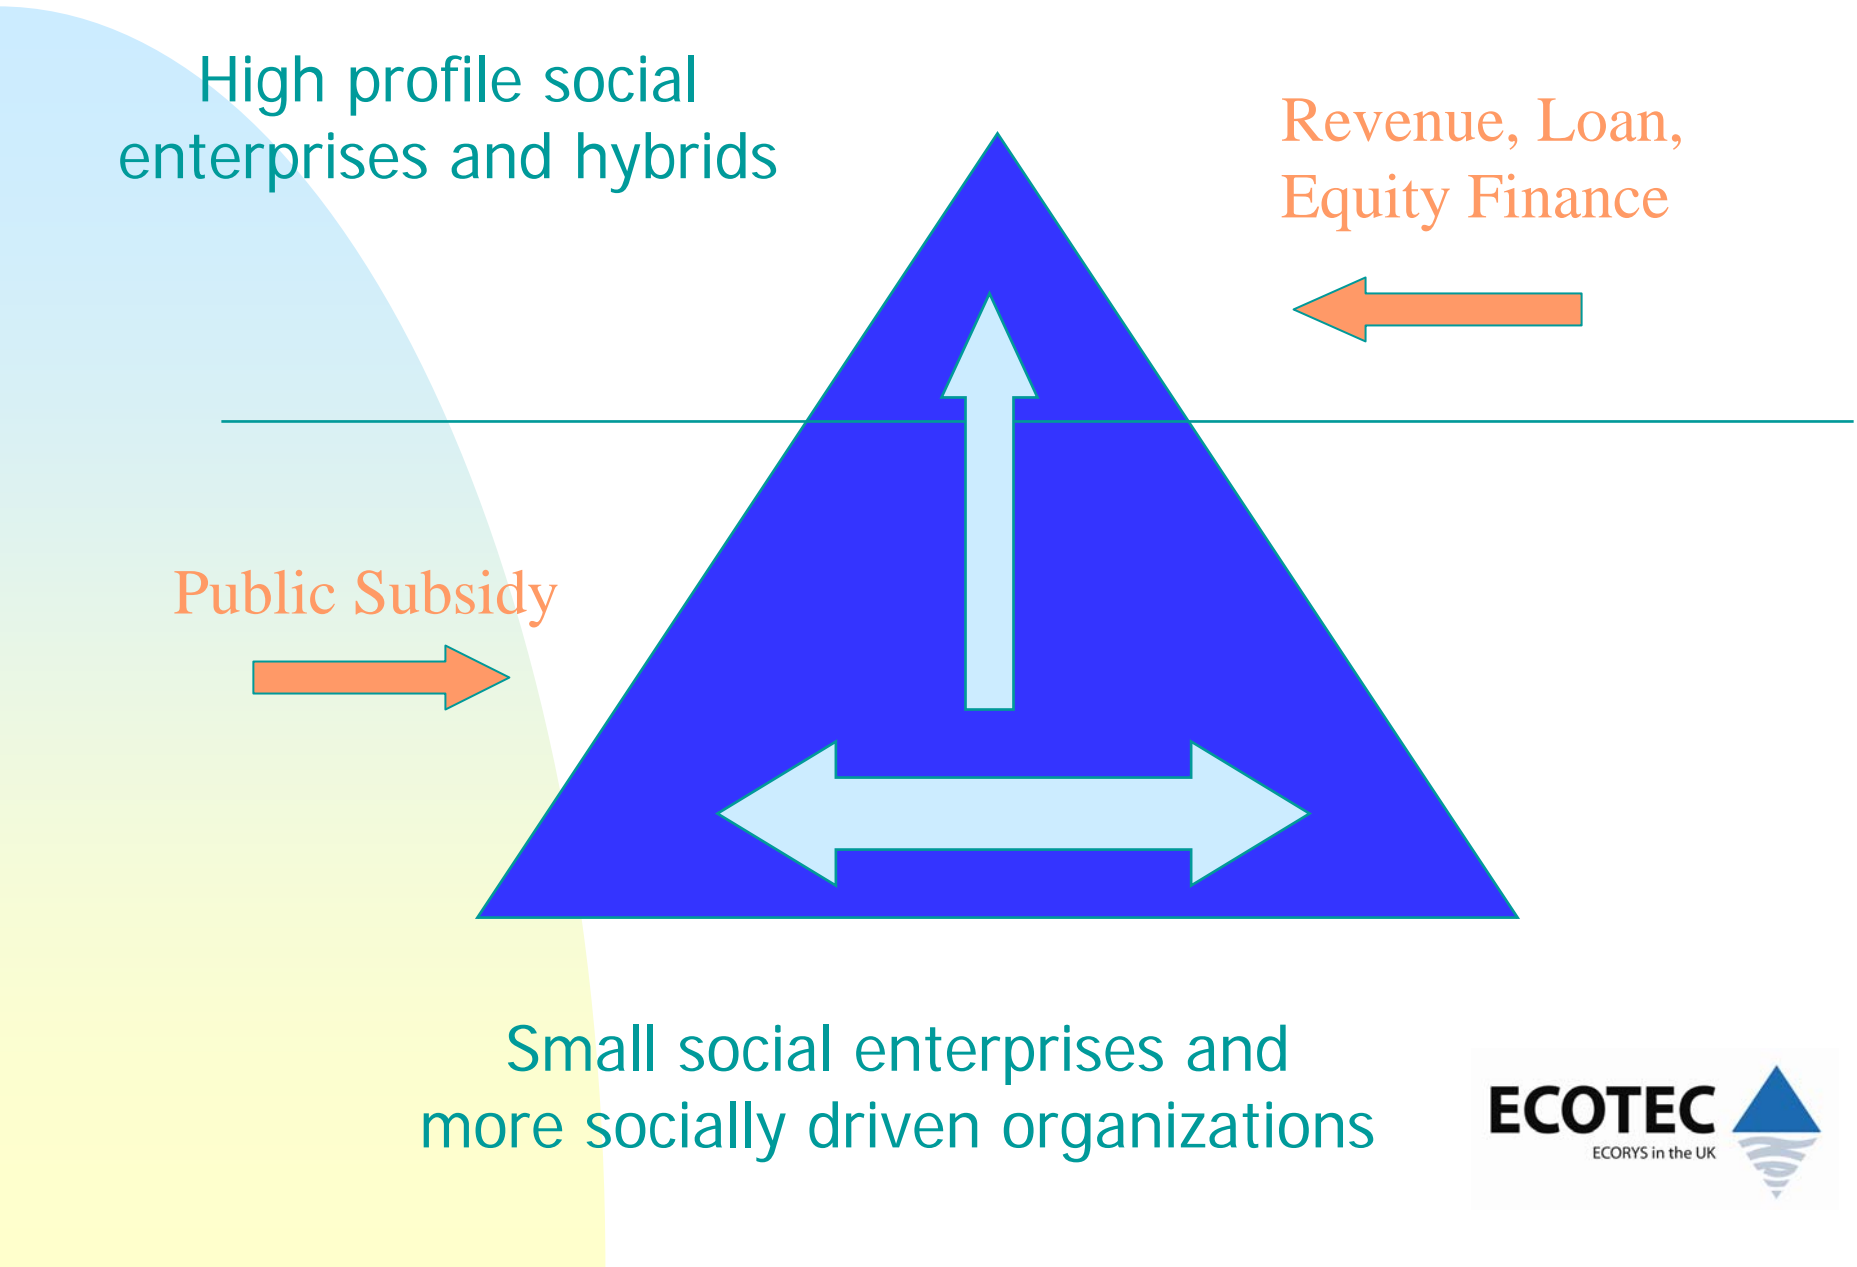 High profile social
enterprises and hybrids
Revenue, Loan,
Equity Finance
Public Subsidy
Small social enterprises and
more socially driven organizations
ECOTEC
ECORYS in the UK